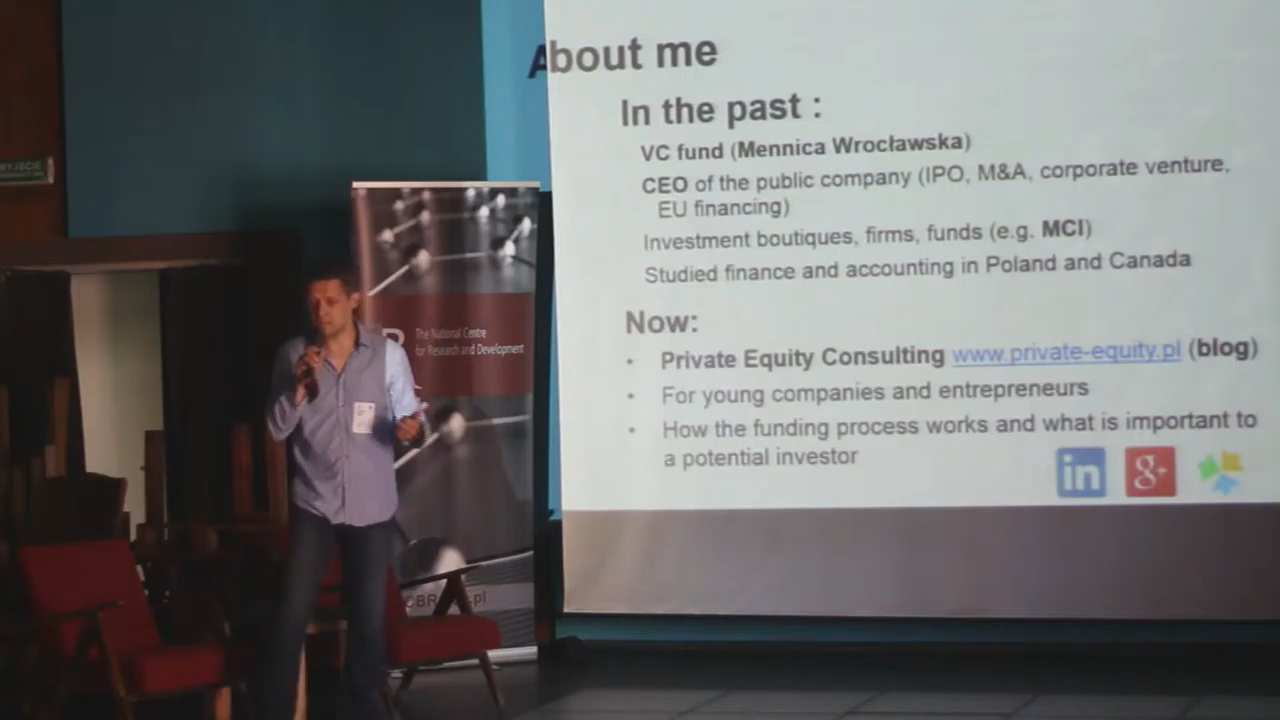 About me
In the past :
VC fund (Mennica Wrocławska)
CEO of the public company (IPO, M&A, corporate venture,
EU financing)
Investment boutiques, firms, funds (e.g. MCI)
Studied finance and accounting in Poland and Canada
Now:
• Private Equity Consulting www.private-equity.pl (blog)
• For young companies and entrepreneurs
• How the funding process works and what is important to
a potential investor
in
g+
The National Centre
for Research and Development